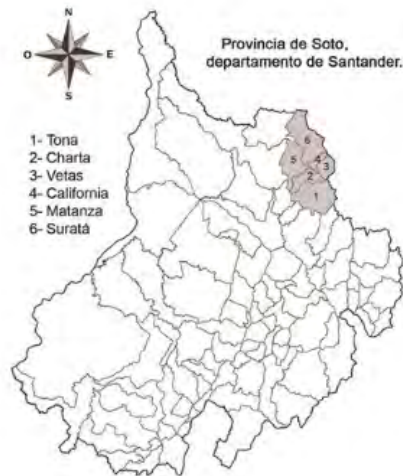 N
O
E
S
Provincia de Soto,
departamento de Santander.
1- Tona
2- Charta
3- Vetas
4- California
5- Matanza
6- Suratá
6
5
4
3
2
1